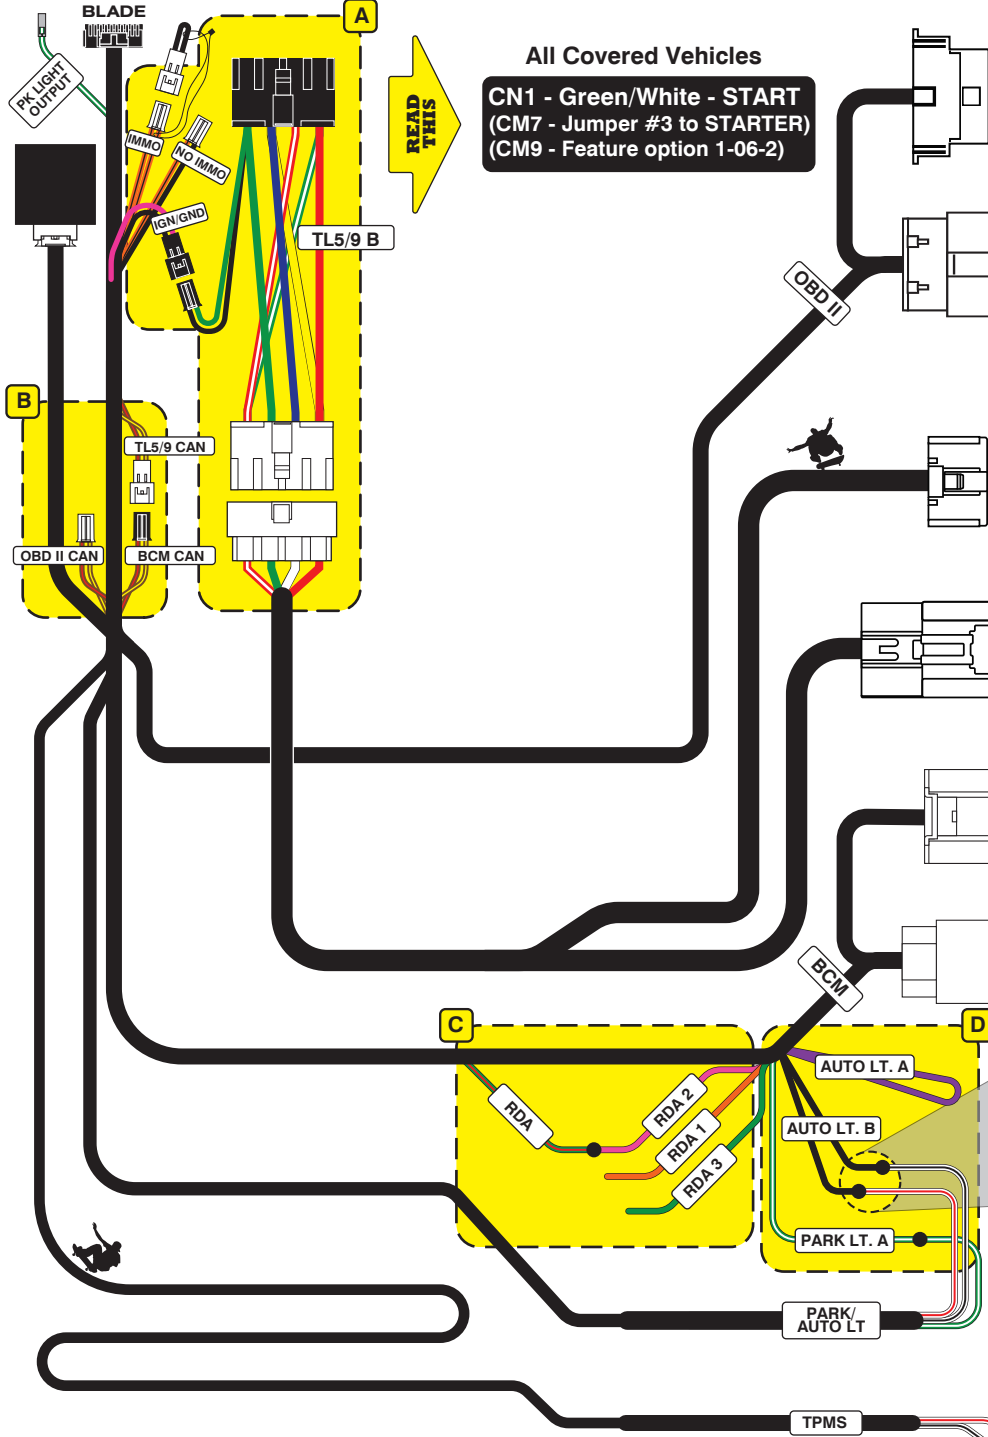 BLADE
A
PK LIGHT
OUTPUT
READ
THIS
All Covered Vehicles
CN1 - Green/White - START
(CM7 - Jumper #3 to STARTER)
(CM9 - Feature option 1-06-2)
IMMO
NO IMMO
IGN/GND
TL5/9 B
OBD II
B
TL5/9 CAN
OBD II CAN
BCM CAN
BCM
C
D
RDA
RDA 2
RDA 1
RDA 3
AUTO LT. A
AUTO LT. B
PARK LT. A
PARK/
AUTO LT
TPMS